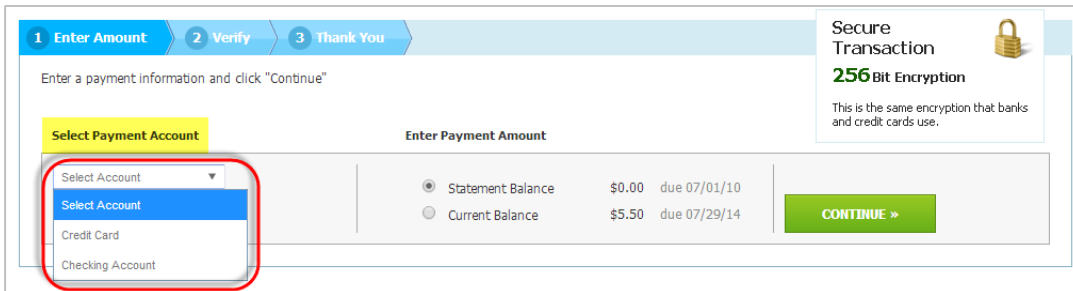 1 Enter Amount 2 Verify 3 Thank You
Secure
Transaction
256 Bit Encryption
This is the same encryption that banks
and credit cards use.
Enter a payment information and click "Continue"
Select Payment Account
Enter Payment Amount
Select Account
Select Account
Credit Card
Checking Account
Statement Balance $0.00 due 07/01/10
Current Balance $5.50 due 07/29/14
CONTINUE »